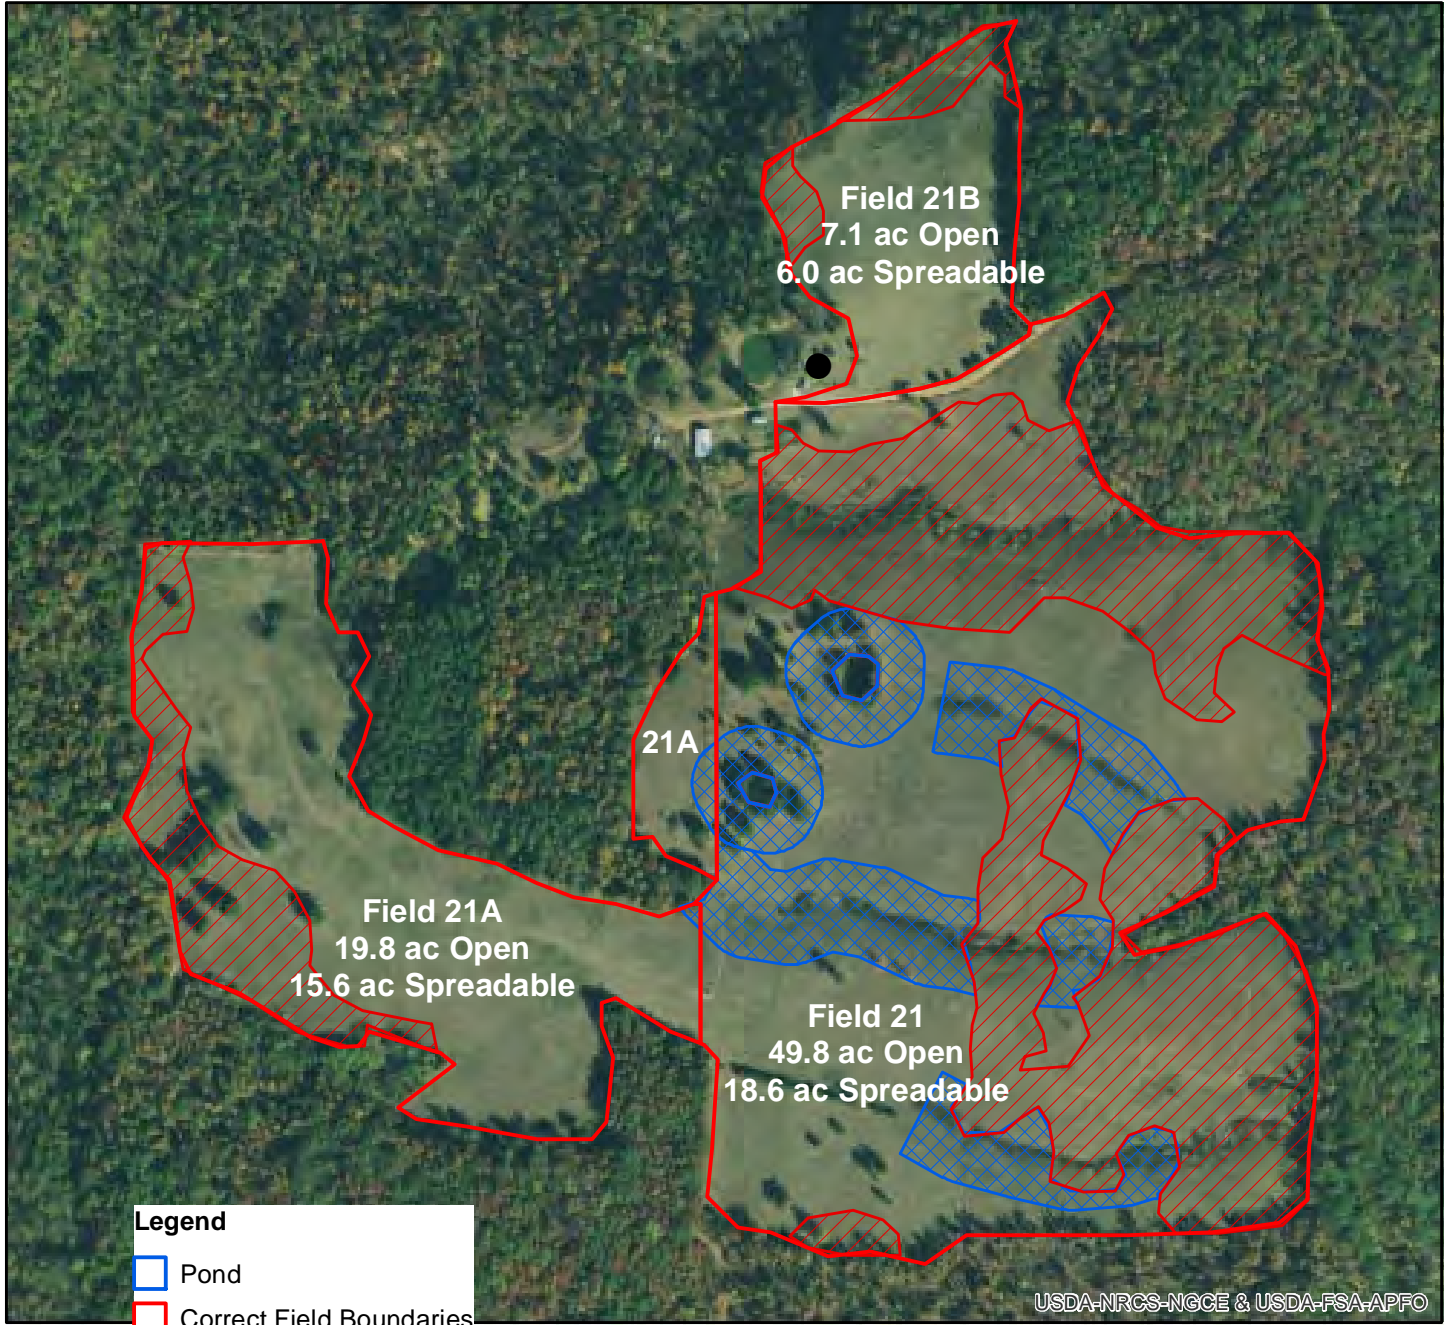 Field 21B
7.1 ac Open
6.0 ac Spreadable
21A
Field 21A
19.8 ac Open
15.6 ac Spreadable
Field 21
49.8 ac Open
18.6 ac Spreadable
Legend
Pond
Correct Field Boundaries
USDA-NRCS-NGCE & USDA-FSA-APFO